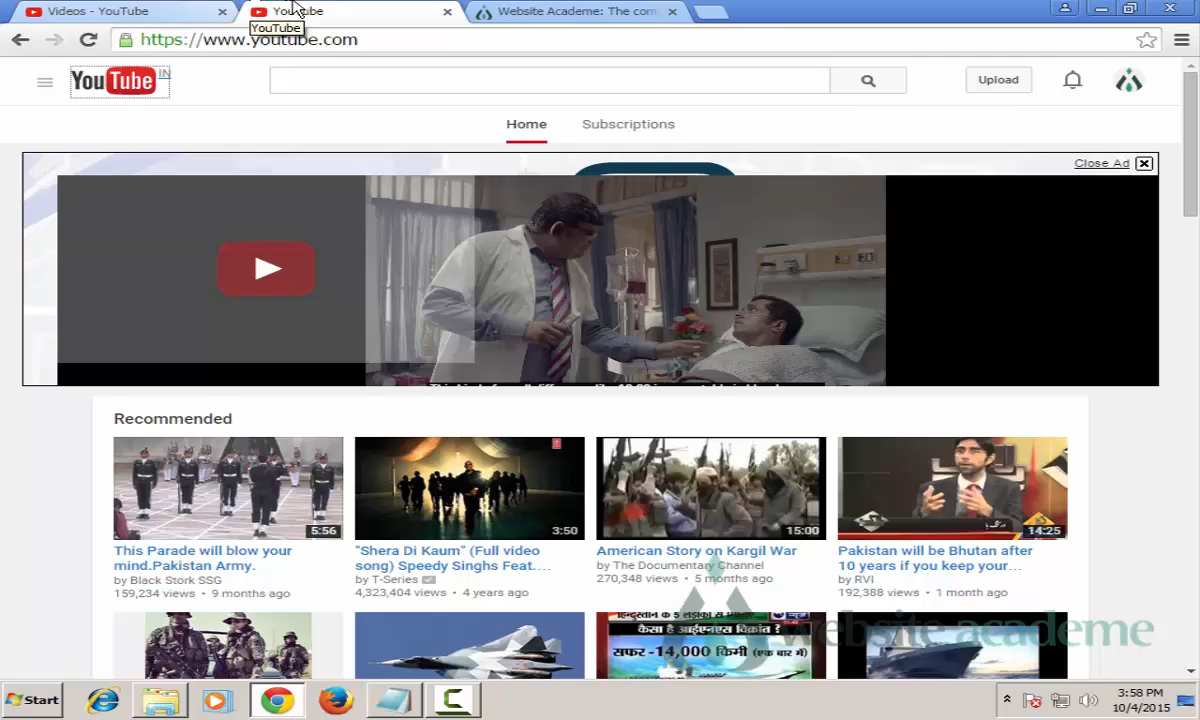 Videos - YouTube
YouTube
Website Academe: The com
YouTube
https://www.youtube.com
YouTube IN
Upload
Home
Subscriptions
Close Ad
Recommended
5:56
3:50
15:00
14:25
This Parade will blow your
mind.Pakistan Army.
by Black Stork SSG
159,234 views • 9 months ago
"Shera Di Kaum" (Full video
song) Speedy Singhs Feat....
by T-Series
4,323,404 views • 4 years ago
American Story on Kargil War
by The Documentary Channel
270,348 views • 5 months ago
Pakistan will be Bhutan after
10 years if you keep your...
by RVI
192,388 views • 1 month ago
कैसा है आईएनएस विक्रांत ?
सफर -14,000 किमी (एक बार में)
website academe
Start
3:58 PM
10/4/2015